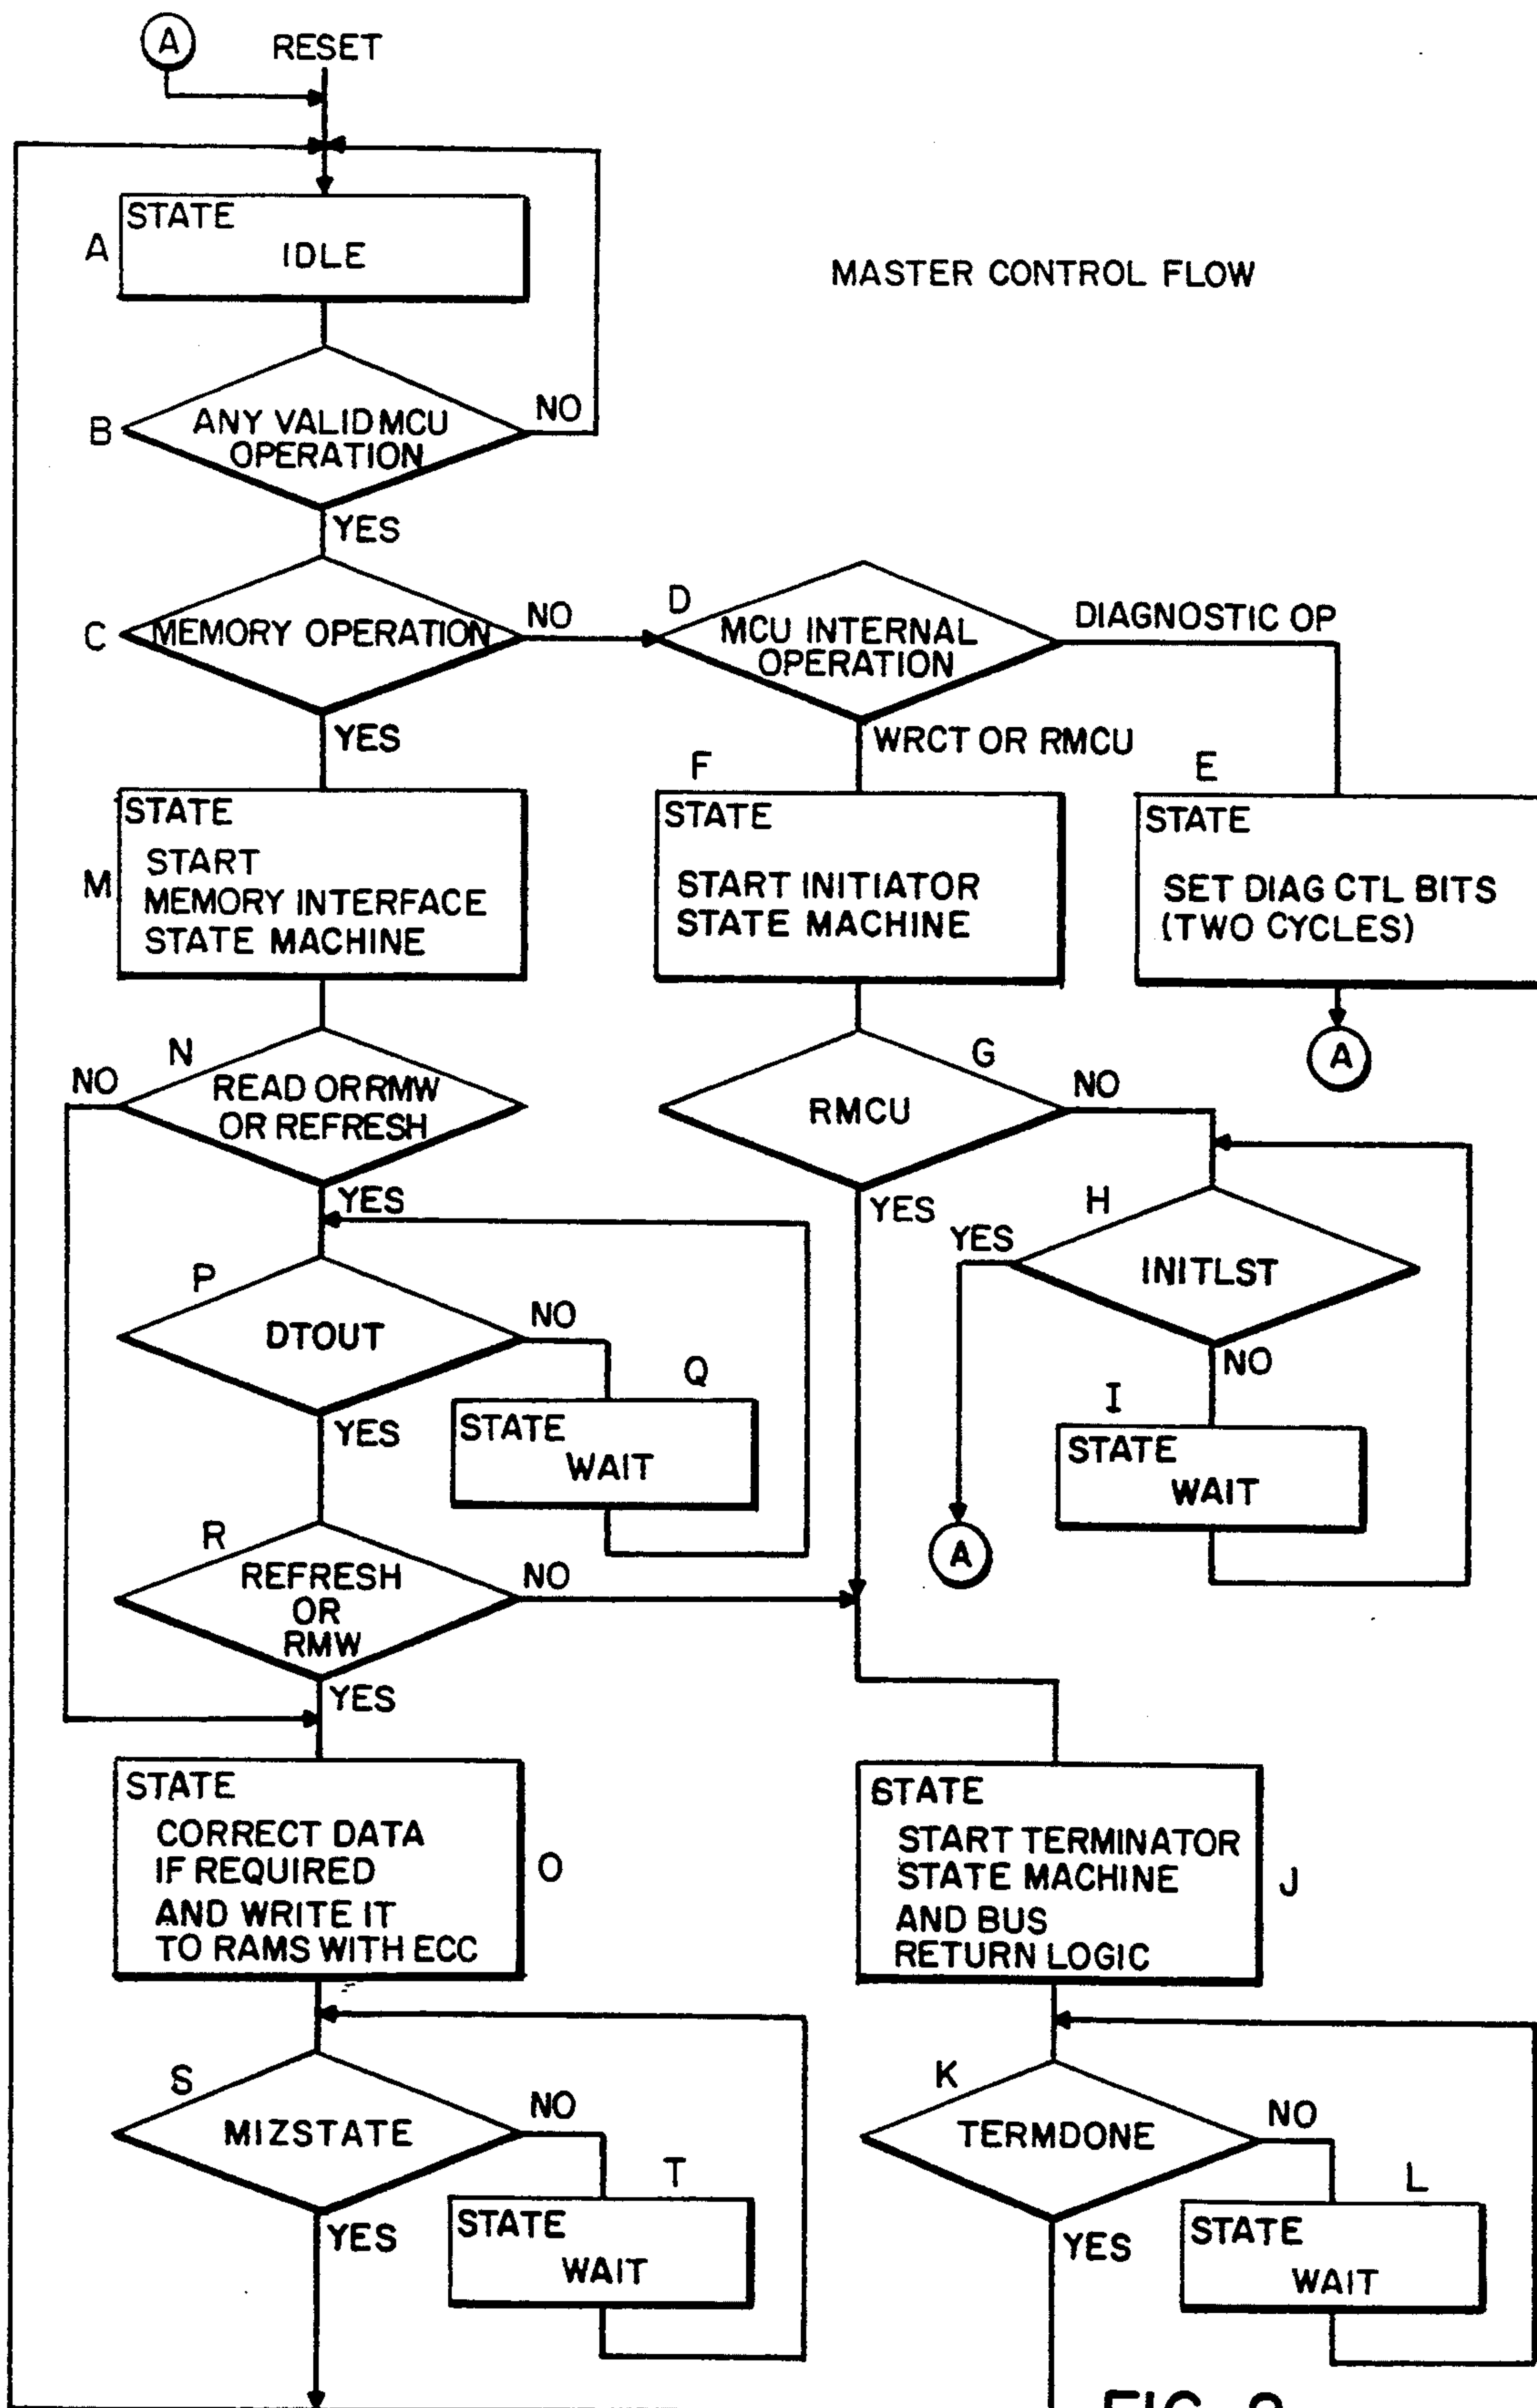 A RESET
STATE
A
IDLE
MASTER CONTROL FLOW
B
ANY VALID MCU
OPERATION
NO
YES
C
MEMORY OPERATION
NO
D
MCU INTERNAL
OPERATION
DIAGNOSTIC OP
YES
WRCT OR RMCU
M
STATE
START
MEMORY INTERFACE
STATE MACHINE
F
STATE
START INITIATOR
STATE MACHINE
E
STATE
SET DIAG CTL BITS
(TWO CYCLES)
A
N
NO
READ OR RMW
OR REFRESH
YES
G
RMCU
NO
YES
H
YES
INITLST
NO
I
STATE
WAIT
A
P
DTOUT
NO
YES
Q
STATE
WAIT
R
REFRESH
OR
RMW
NO
YES
STATE
CORRECT DATA
IF REQUIRED
AND WRITE IT
TO RAMS WITH ECC
O
STATE
START TERMINATOR
STATE MACHINE
AND BUS
RETURN LOGIC
J
S
MIZSTATE
NO
YES
T
STATE
WAIT
K
TERMDONE
NO
YES
L
STATE
WAIT